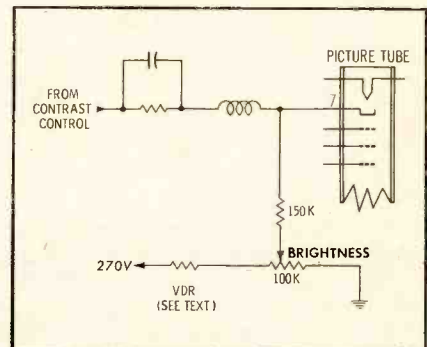 PICTURE TUBE
FROM
CONTRAST
CONTROL
7
150K
BRIGHTNESS
270V
100K
VDR
(SEE TEXT)